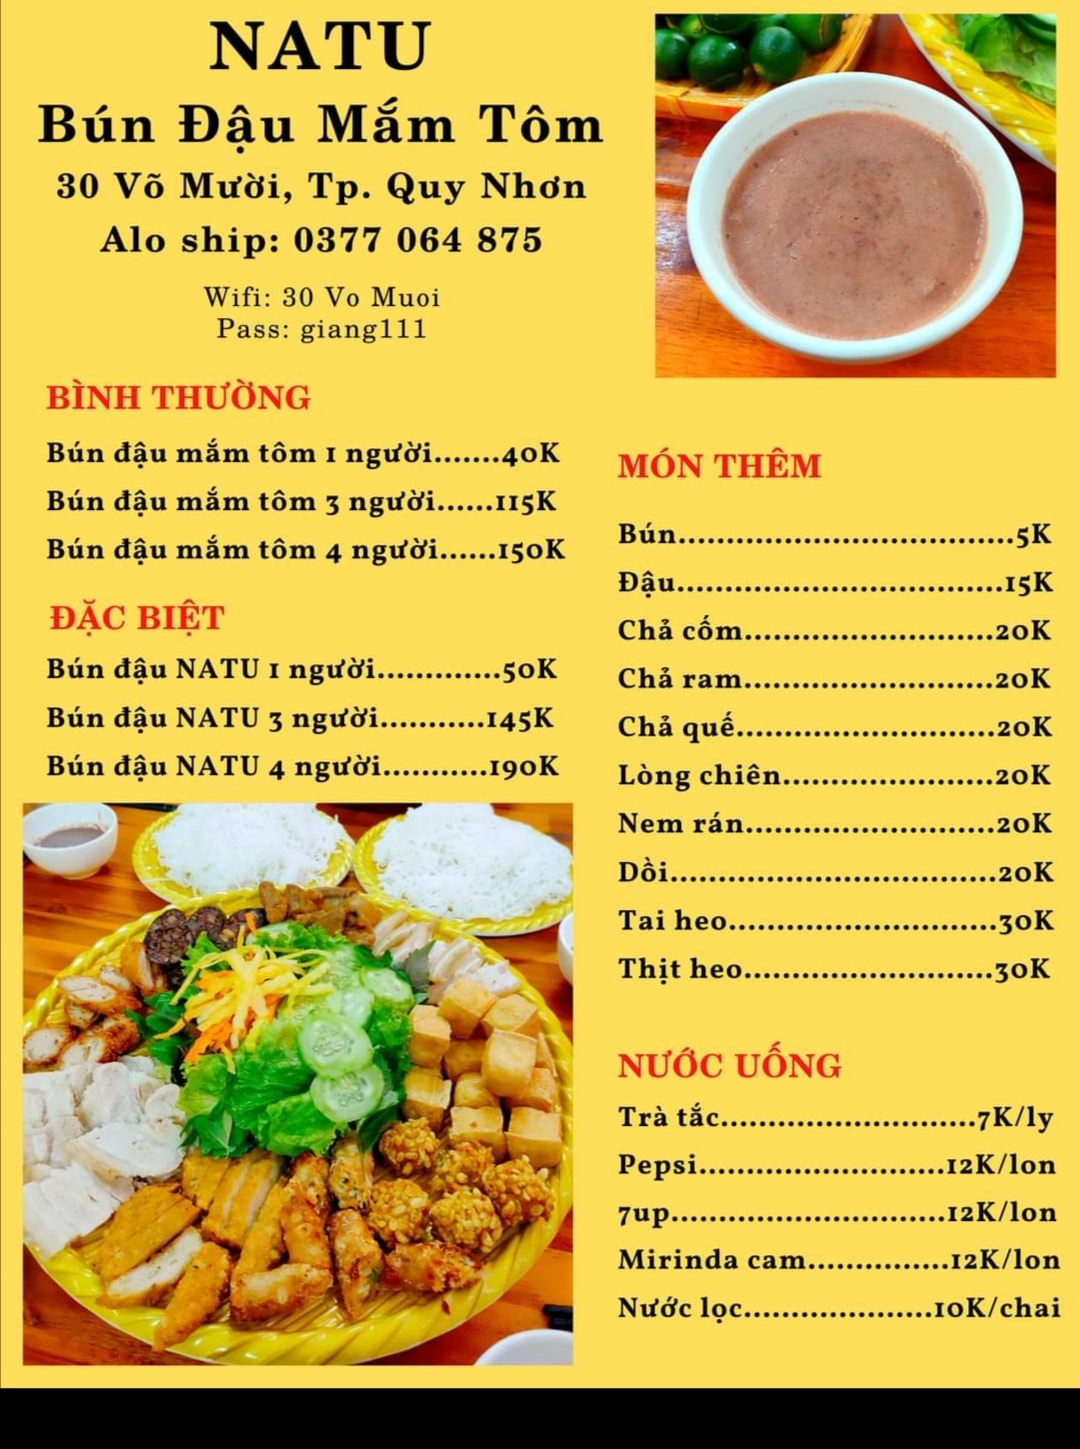 NATU
Bún Đậu Mắm Tôm
30 Võ Mười, Tp. Quy Nhơn
Alo ship: 0377 064 875
Wifi: 30 Vo Muoi
Pass: giang111
BÌNH THƯỜNG
Bún đậu mắm tôm 1 người.......40K
Bún đậu mắm tôm 3 người......115K
Bún đậu mắm tôm 4 người......150K
ĐẶC BIỆT
Bún đậu NATU 1 người.............50K
Bún đậu NATU 3 người...........145K
Bún đậu NATU 4 người...........190K
MÓN THÊM
Bún...................................5K
Đậu..................................15K
Chả cốm..........................20K
Chả ram..........................20K
Chả quế...........................20K
Lòng chiên......................20K
Nem rán..........................20K
Dồi..................................20K
Tai heo............................30K
Thịt heo..........................30K
NƯỚC UỐNG
Trà tắc...........................7K/ly
Pepsi..........................12K/lon
7up.............................12K/lon
Mirinda cam...............12K/lon
Nước lọc....................10K/chai